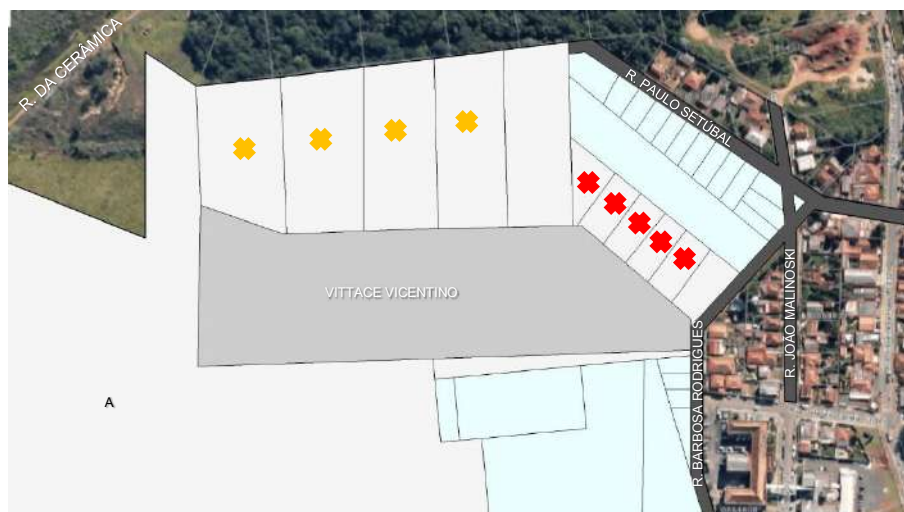 R. DA CERÂMICA
R. PAULO SETÚBAL
VITTACE VICENTINO
R. JOÃO MALINOSKI
R. BARBOSA RODRIGUES
A